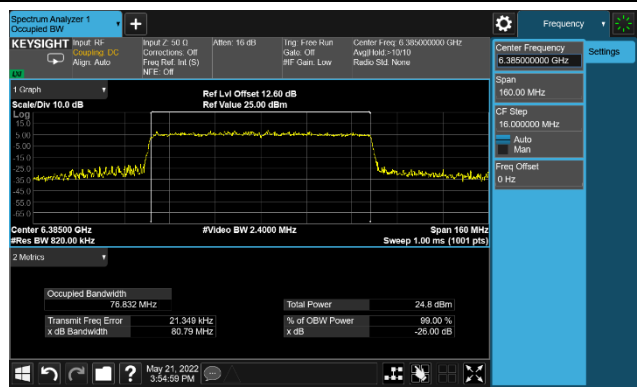 Spectrum Analyzer 1
Occupied BW
+
Frequency
KEYSIGHT
Input: RF
Coupling: DC
Align: Auto
Input Z: 50 Ω
Corrections: Off
Freq Ref: Int (S)
NFE: Off
Atten: 16 dB
Trig: Free Run
Gate: Off
#IF Gain: Low
Center Freq: 6.385000000 GHz
Avg|Hold:>10/10
Radio Std: None
Center Frequency
6.385000000 GHz
Settings
Span
160.00 MHz
CF Step
16.000000 MHz
Auto
Man
Freq Offset
0 Hz
1 Graph
Scale/Div 10.0 dB
Ref Lvl Offset 12.60 dB
Ref Value 25.00 dBm
Log
15.0
5.00
-5.00
-15.0
-25.0
-35.0
-45.0
-55.0
-65.0
Center 6.38500 GHz
#Res BW 820.00 kHz
#Video BW 2.4000 MHz
Span 160 MHz
Sweep 1.00 ms (1001 pts)
2 Metrics
Occupied Bandwidth
76.832 MHz
Total Power 24.8 dBm
Transmit Freq Error 21.349 kHz
% of OBW Power 99.00 %
x dB Bandwidth 80.79 MHz
x dB -26.00 dB
?
May 21, 2022
3:54:59 PM